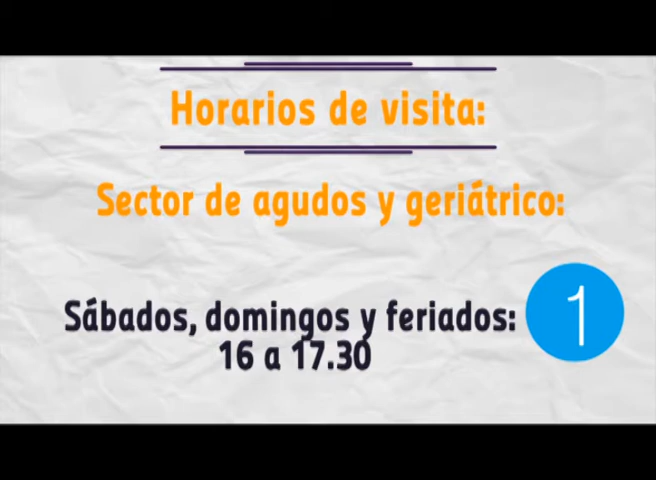 Horarios de visita:
Sector de agudos y geriátrico:
Sábados, domingos y feriados:
16 a 17.30
1